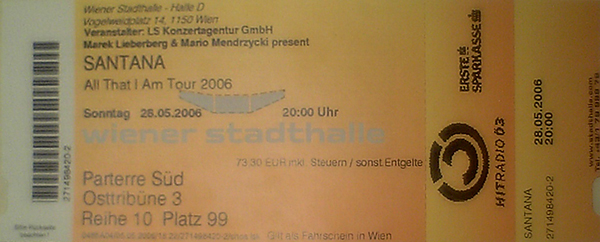 Wiener Stadthalle - Halle D
Vogelweidplatz 14, 1150 Wien
Veranstalter: LS Konzertagentur GmbH
Marek Lieberberg & Mario Mendrzycki present
SANTANA
All That I Am Tour 2006
Sonntag 28.05.2006 20:00 Uhr
wiener stadthalle
73.30 EUR inkl. Steuern / sonst.Entgelte
Parterre Süd
Osttribüne 3
Reihe 10 Platz 99
Gilt als Fahrschein in Wien
271498420-2
ERSTE
SPARKASSE
HITRADIO Ö3
SANTANA
271498420-2
28.05.2006
20:00
www.stadthalle.com